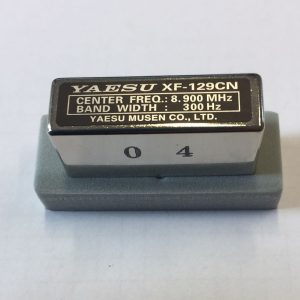 YAESU XF-129CN
CENTER FREQ.: 8.900 MHz
BAND WIDTH : 300 Hz
YAESU MUSEN CO., LTD.
0 4